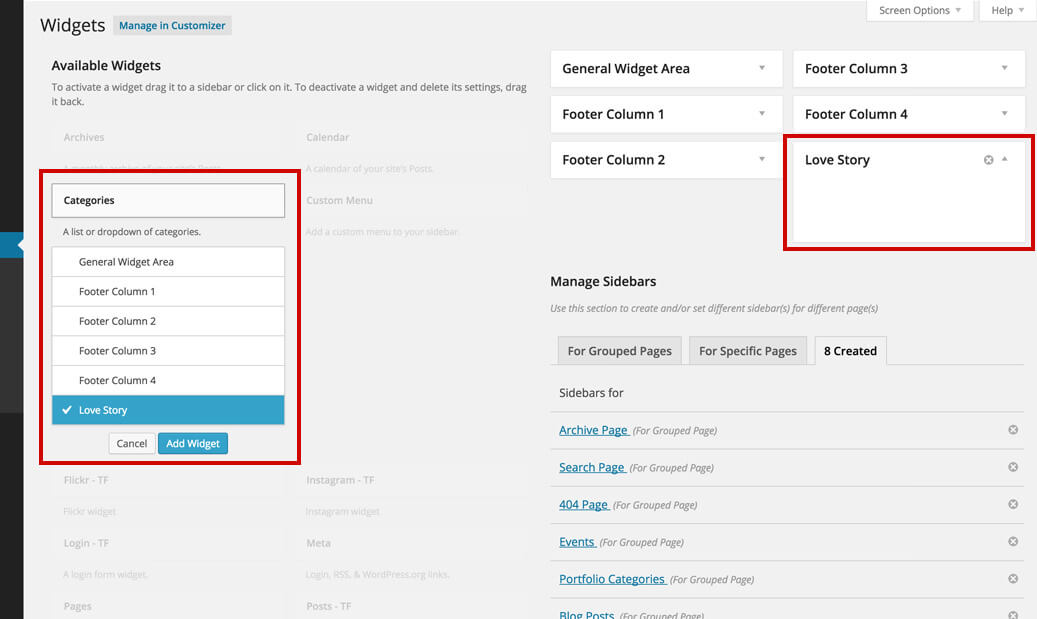 Widgets
Manage in Customizer
Screen Options
Help
Available Widgets
To activate a widget drag it to a sidebar or click on it. To deactivate a widget and delete its settings, drag
it back.
Archives
Calendar
A monthly archive of your site's Posts.
A calendar of your site's Posts.
Categories
Custom Menu
A list or dropdown of categories.
Add a custom menu to your sidebar.
General Widget Area
Footer Column 1
Footer Column 2
Footer Column 3
Footer Column 4
Love Story
Cancel
Add Widget
Flickr - TF
Instagram - TF
Flickr widget
Instagram widget
Login - TF
Meta
A login form widget.
Login, RSS, & WordPress.org links.
Pages
Posts - TF
General Widget Area
Footer Column 3
Footer Column 1
Footer Column 4
Footer Column 2
Love Story
Manage Sidebars
Use this section to create and/or set different sidebar(s) for different page(s)
For Grouped Pages
For Specific Pages
8 Created
Sidebars for
Archive Page (For Grouped Page)
Search Page (For Grouped Page)
404 Page (For Grouped Page)
Events (For Grouped Page)
Portfolio Categories (For Grouped Page)
Blog Posts (For Grouped Page)